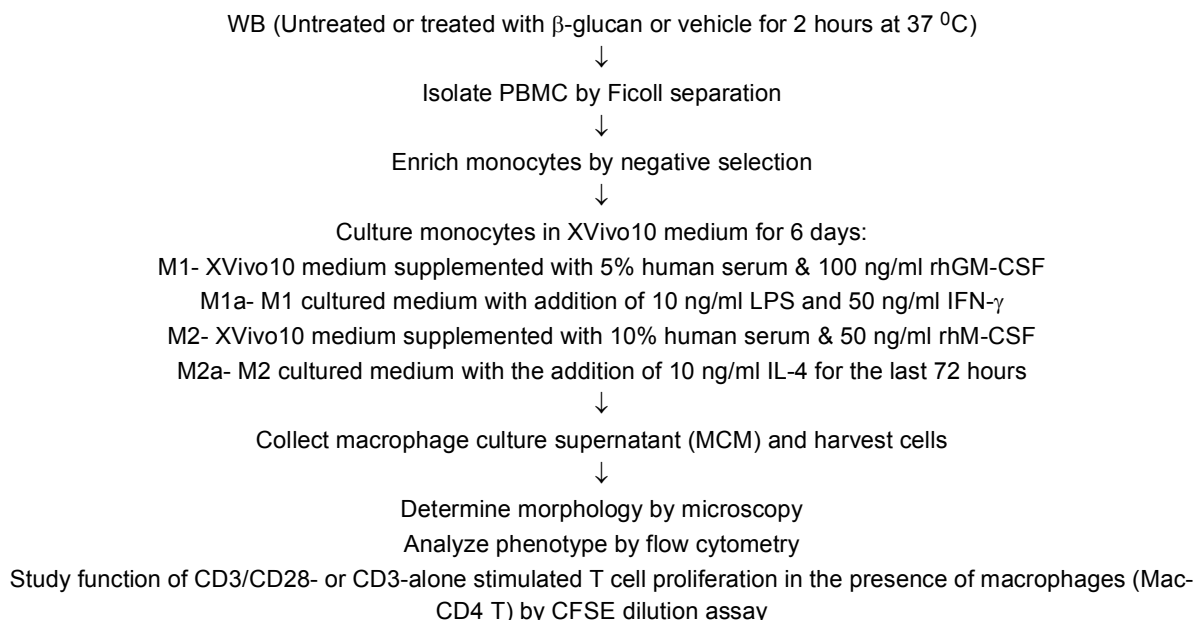 WB (Untreated or treated with β-glucan or vehicle for 2 hours at 37 ⁰C)
↓
Isolate PBMC by Ficoll separation
↓
Enrich monocytes by negative selection
↓
Culture monocytes in XVivo10 medium for 6 days:
M1- XVivo10 medium supplemented with 5% human serum & 100 ng/ml rhGM-CSF
M1a- M1 cultured medium with addition of 10 ng/ml LPS and 50 ng/ml IFN-γ
M2- XVivo10 medium supplemented with 10% human serum & 50 ng/ml rhM-CSF
M2a- M2 cultured medium with the addition of 10 ng/ml IL-4 for the last 72 hours
↓
Collect macrophage culture supernatant (MCM) and harvest cells
↓
Determine morphology by microscopy
Analyze phenotype by flow cytometry
Study function of CD3/CD28- or CD3-alone stimulated T cell proliferation in the presence of macrophages (Mac-
CD4 T) by CFSE dilution assay